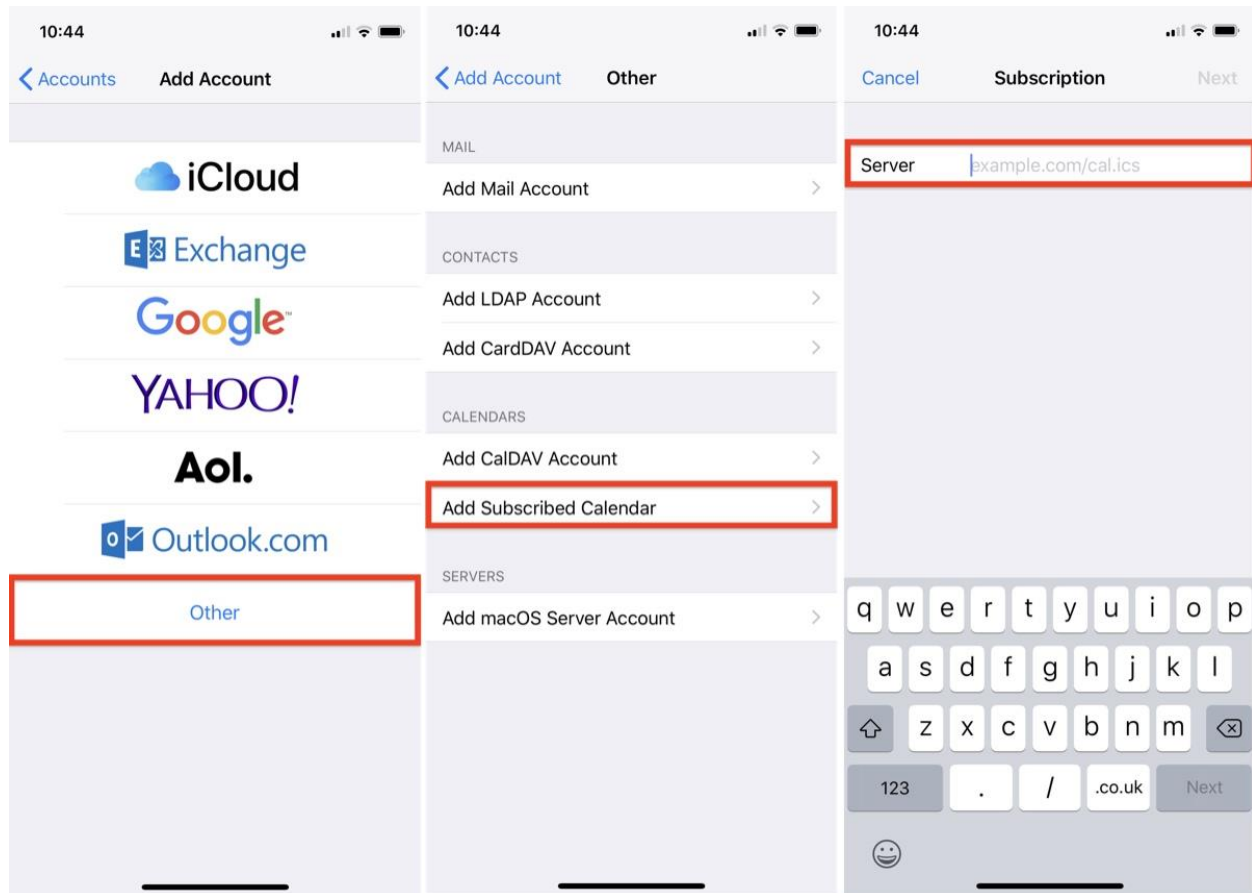 10:44
Accounts
Add Account
iCloud
E Exchange
Google™
YAHOO!
Aol.
o Outlook.com
Other
10:44
Add Account
Other
MAIL
Add Mail Account
CONTACTS
Add LDAP Account
Add CardDAV Account
CALENDARS
Add CalDAV Account
Add Subscribed Calendar
SERVERS
Add macOS Server Account
10:44
Cancel
Subscription
Next
Server example.com/cal.ics
q w e r t y u i o p
a s d f g h j k l
z x c v b n m
123 . / .co.uk Next